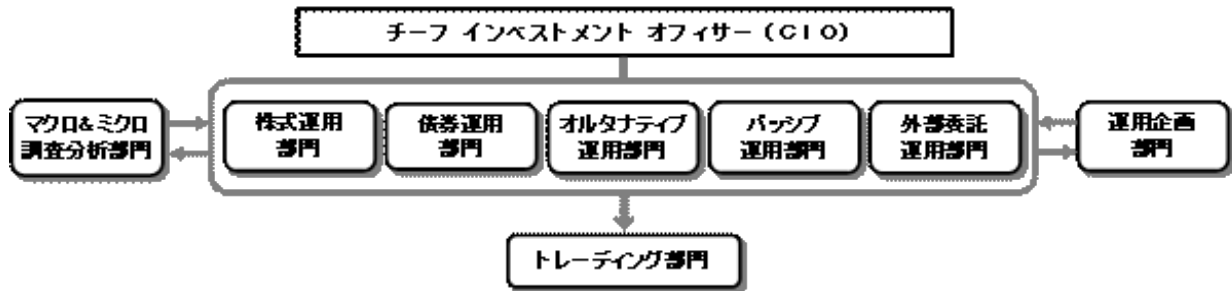 チーフ インベストメント オフィサー (CIO)
マクロ&ミクロ
調査分析部門
株式運用
部門
債券運用
部門
オルタナティブ
運用部門
パッシブ
運用部門
外部委託
運用部門
運用企画
部門
トレーディング部門